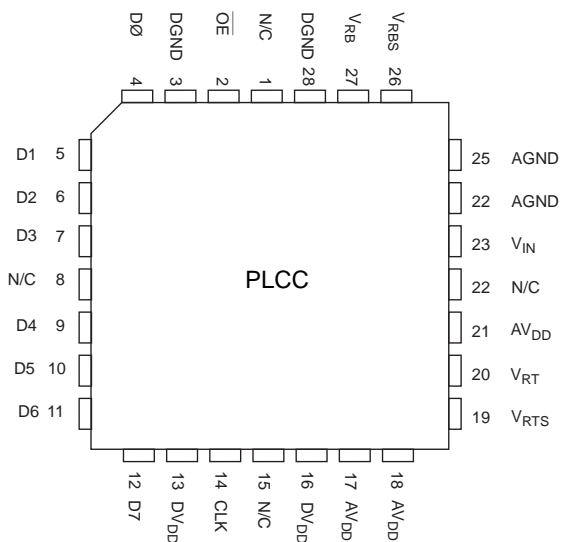 DØ DGND OE N/C DGND VRB VRBS
4 3 2 1 28 27 26
D1 5
D2 6
D3 7
N/C 8
D4 9
D5 10
D6 11
PLCC
25 AGND
22 AGND
23 VIN
22 N/C
21 AVDD
20 VRT
19 VRTS
12 13 14 15 16 17 18
D7 DVDD CLK N/C DVDD AVDD AVDD